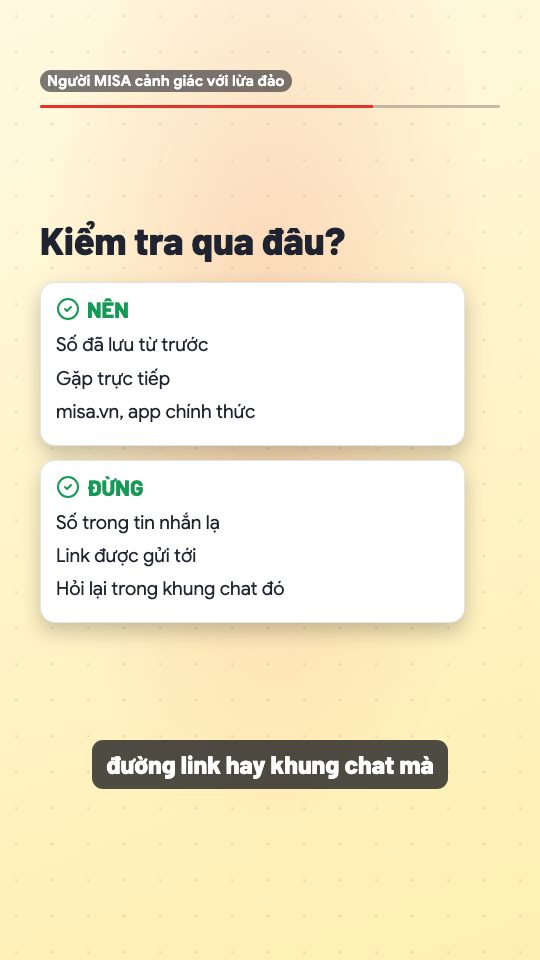 Người MISA cảnh giác với lừa đảo
Kiểm tra qua đâu?
NÊN
Số đã lưu từ trước
Gặp trực tiếp
misa.vn, app chính thức
ĐỪNG
Số trong tin nhắn lạ
Link được gửi tới
Hỏi lại trong khung chat đó
đường link hay khung chat mà